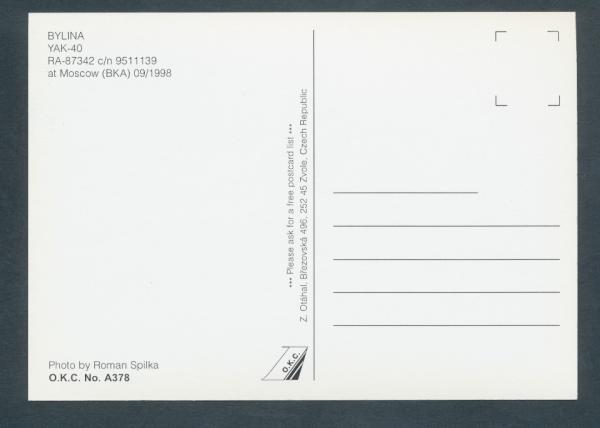 BYLINA
YAK-40
RA-87342 c/n 9511139
at Moscow (BKA) 09/1998
*** Please ask for a free postcard list ***
Z. Otáhal, Březovská 496, 252 45 Zvole, Czech Republic
Photo by Roman Spilka
O.K.C. No. A378
O.K.C.